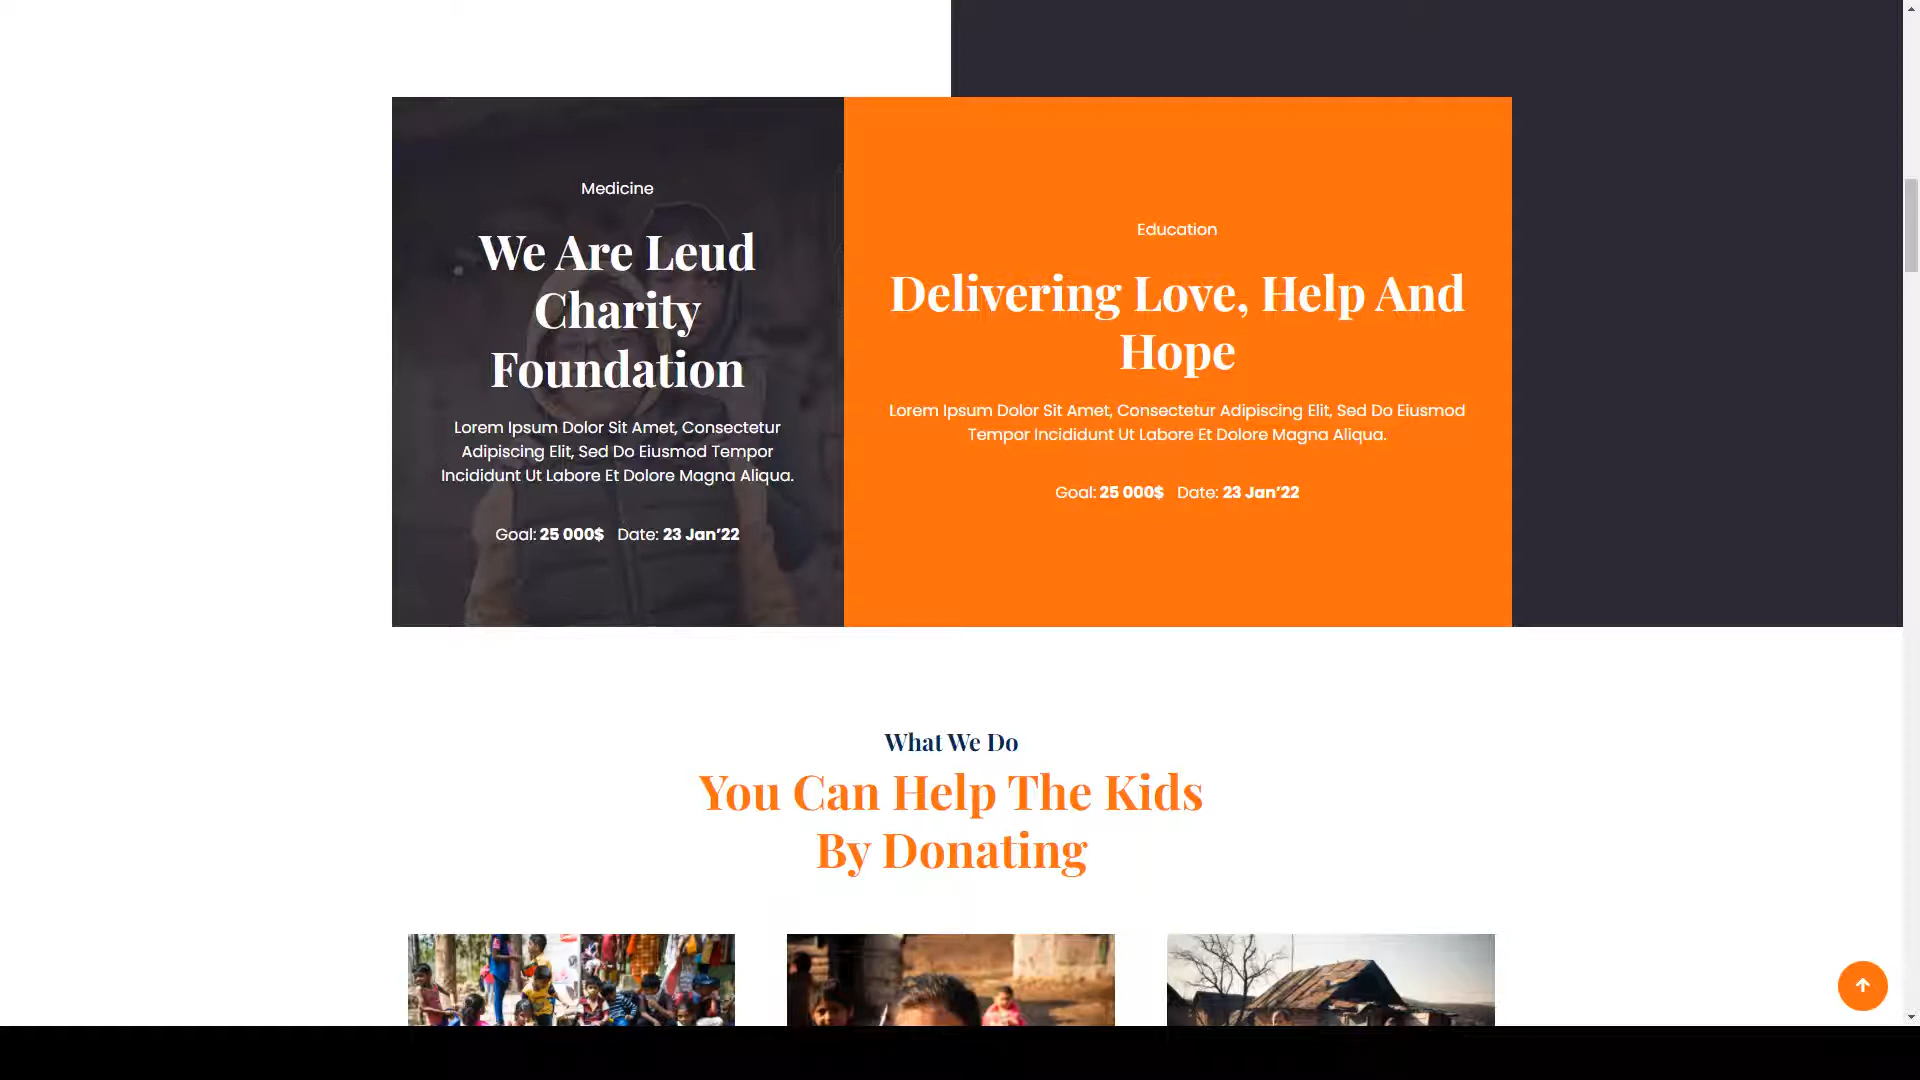 Medicine
We Are Leud
Charity
Foundation
Lorem Ipsum Dolor Sit Amet, Consectetur
Adipiscing Elit, Sed Do Eiusmod Tempor
Incididunt Ut Labore Et Dolore Magna Aliqua.
Goal: 25 000$ Date: 23 Jan’22
Education
Delivering Love, Help And
Hope
Lorem Ipsum Dolor Sit Amet, Consectetur Adipiscing Elit, Sed Do Eiusmod
Tempor Incididunt Ut Labore Et Dolore Magna Aliqua.
Goal: 25 000$ Date: 23 Jan’22
What We Do
You Can Help The Kids
By Donating